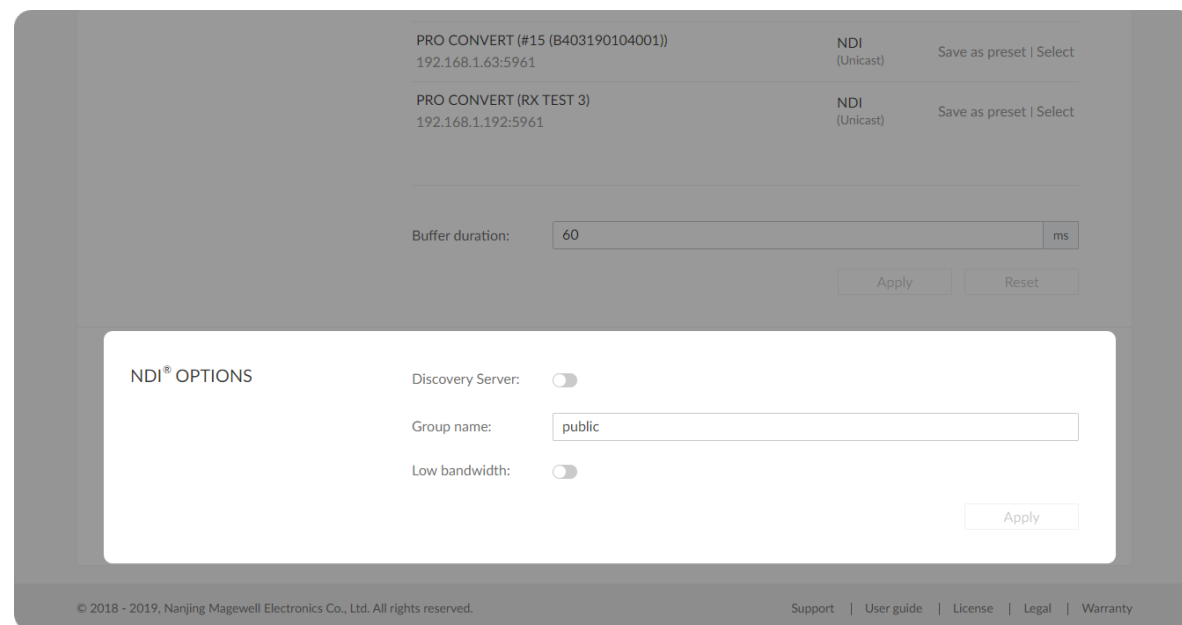 PRO CONVERT (#15 (B403190104001)) NDI Save as preset | Select
192.168.1.63:5961 (Unicast)
PRO CONVERT (RX TEST 3) NDI Save as preset | Select
192.168.1.192:5961 (Unicast)
Buffer duration: 60 ms
Apply Reset
NDI® OPTIONS Discovery Server:
Group name: public
Low bandwidth:
Apply
© 2018 - 2019, Nanjing Magewell Electronics Co., Ltd. All rights reserved. Support | User guide | License | Legal | Warranty